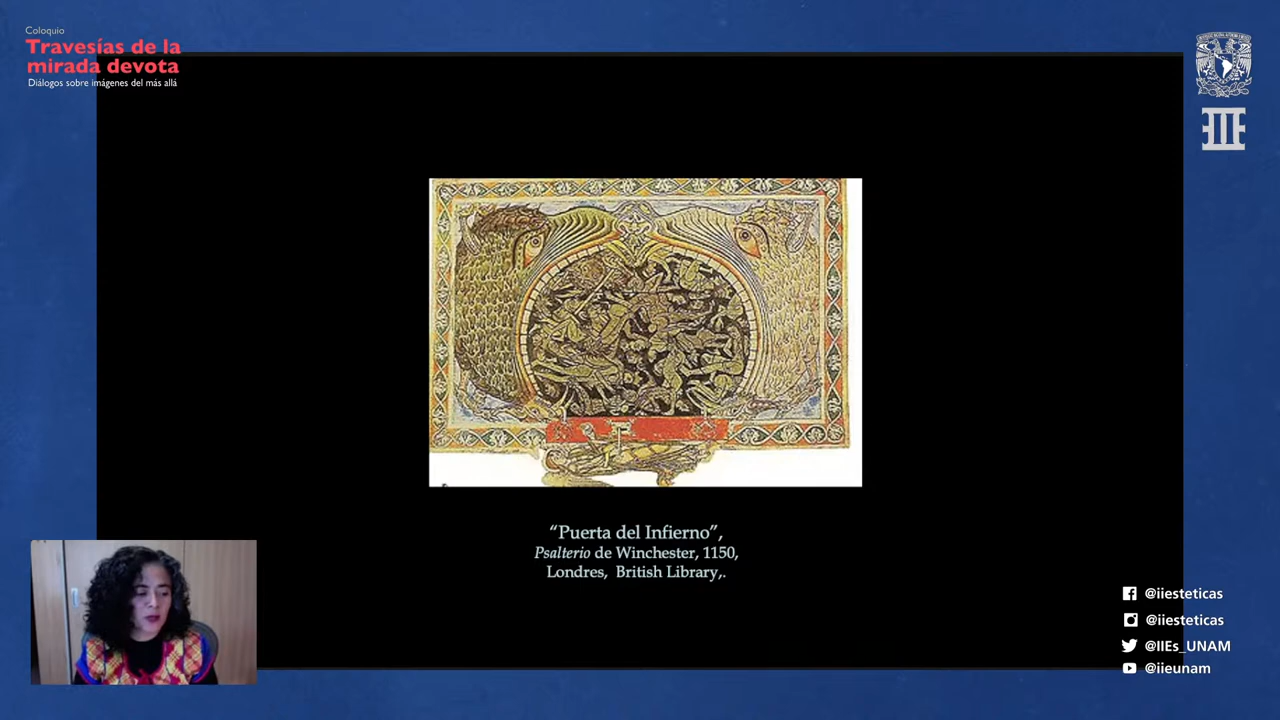 Coloquio
Travesías de la
mirada devota
Diálogos sobre imágenes del más allá
“Puerta del Infierno”,
Psalterio de Winchester, 1150,
Londres, British Library,.
@iiesteticas
@iiesteticas
@IIEs_UNAM
@iieunam